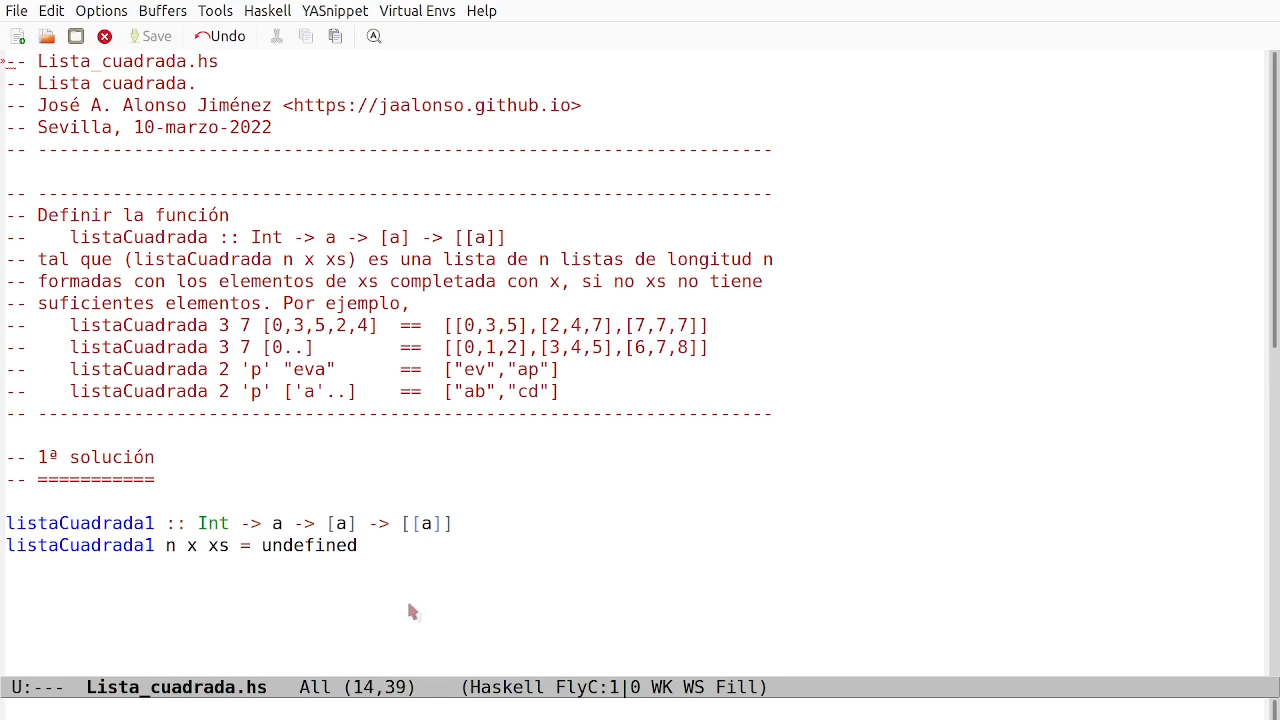 File Edit Options Buffers Tools Haskell YASnippet Virtual Envs Help
Save Undo
-- Lista_cuadrada.hs
-- Lista cuadrada.
-- José A. Alonso Jiménez <https://jaalonso.github.io>
-- Sevilla, 10-marzo-2022
-- ---------------------------------------------------------------------
-- ---------------------------------------------------------------------
-- Definir la función
--    listaCuadrada :: Int -> a -> [a] -> [[a]]
-- tal que (listaCuadrada n x xs) es una lista de n listas de longitud n
-- formadas con los elementos de xs completada con x, si no xs no tiene
-- suficientes elementos. Por ejemplo,
--    listaCuadrada 3 7 [0,3,5,2,4]  ==  [[0,3,5],[2,4,7],[7,7,7]]
--    listaCuadrada 3 7 [0..]        ==  [[0,1,2],[3,4,5],[6,7,8]]
--    listaCuadrada 2 'p' "eva"      ==  ["ev","ap"]
--    listaCuadrada 2 'p' ['a'..]    ==  ["ab","cd"]
-- ---------------------------------------------------------------------
-- 1ª solución
-- ===========
listaCuadrada1 :: Int -> a -> [a] -> [[a]]
listaCuadrada1 n x xs = undefined
U:---  Lista_cuadrada.hs   All (14,39)    (Haskell FlyC:1|0 WK WS Fill)